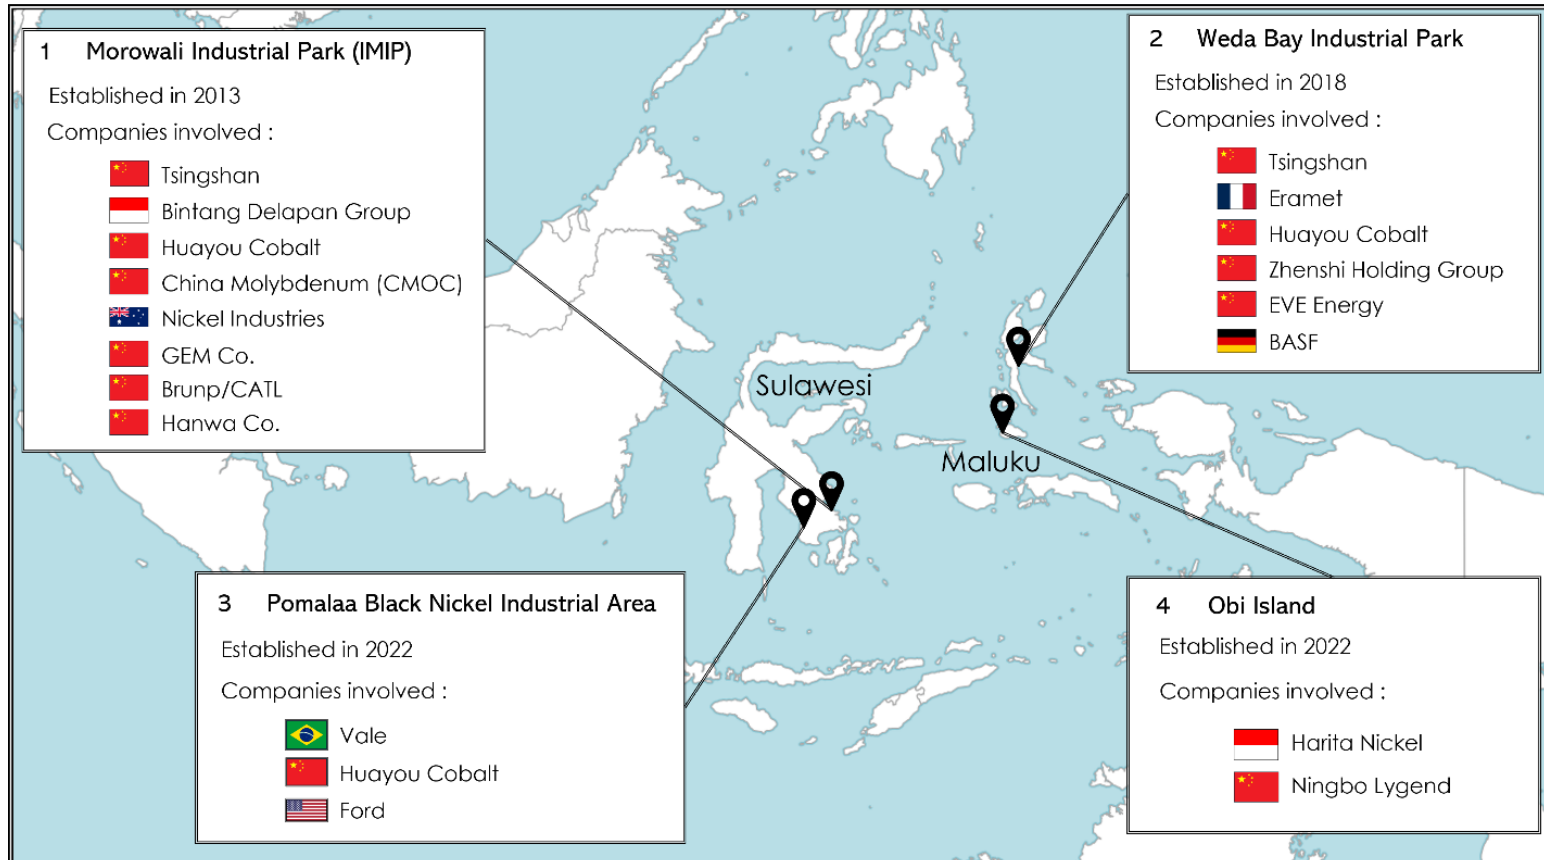 1 Morowali Industrial Park (IMIP)
Established in 2013
Companies involved :
Tsingshan
Bintang Delapan Group
Huayou Cobalt
China Molybdenum (CMOC)
Nickel Industries
GEM Co.
Brunp/CATL
Hanwa Co.
2 Weda Bay Industrial Park
Established in 2018
Companies involved :
Tsingshan
Eramet
Huayou Cobalt
Zhenshi Holding Group
EVE Energy
BASF
Sulawesi
Maluku
3 Pomalaa Black Nickel Industrial Area
Established in 2022
Companies involved :
Vale
Huayou Cobalt
Ford
4 Obi Island
Established in 2022
Companies involved :
Harita Nickel
Ningbo Lygend